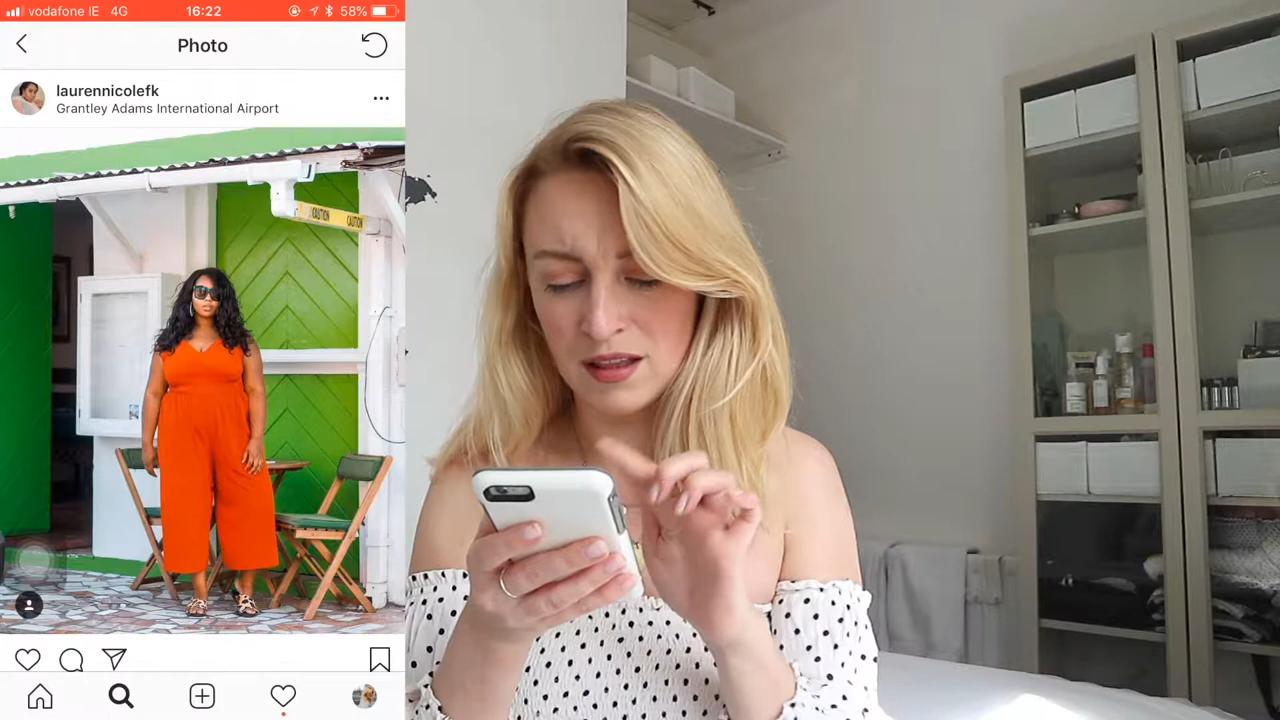 vodafone IE 4G 16:22 58%
Photo
laurennicolefk
Grantley Adams International Airport
CAUTION CAUTION